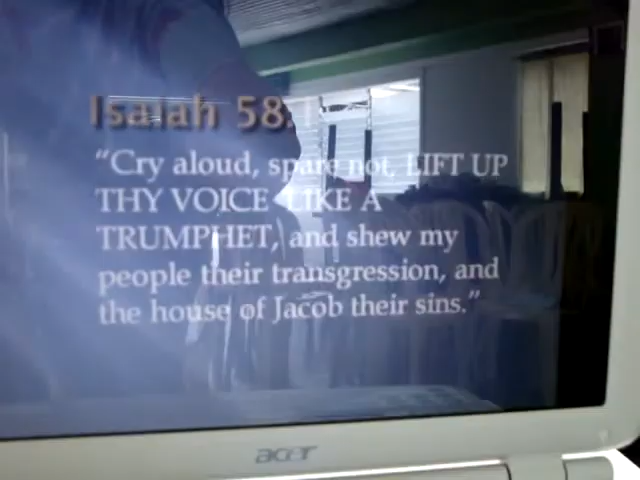 Isaiah 58:
"Cry aloud, spare not, LIFT UP
THY VOICE LIKE A
TRUMPHET, and shew my
people their transgression, and
the house of Jacob their sins."
acer